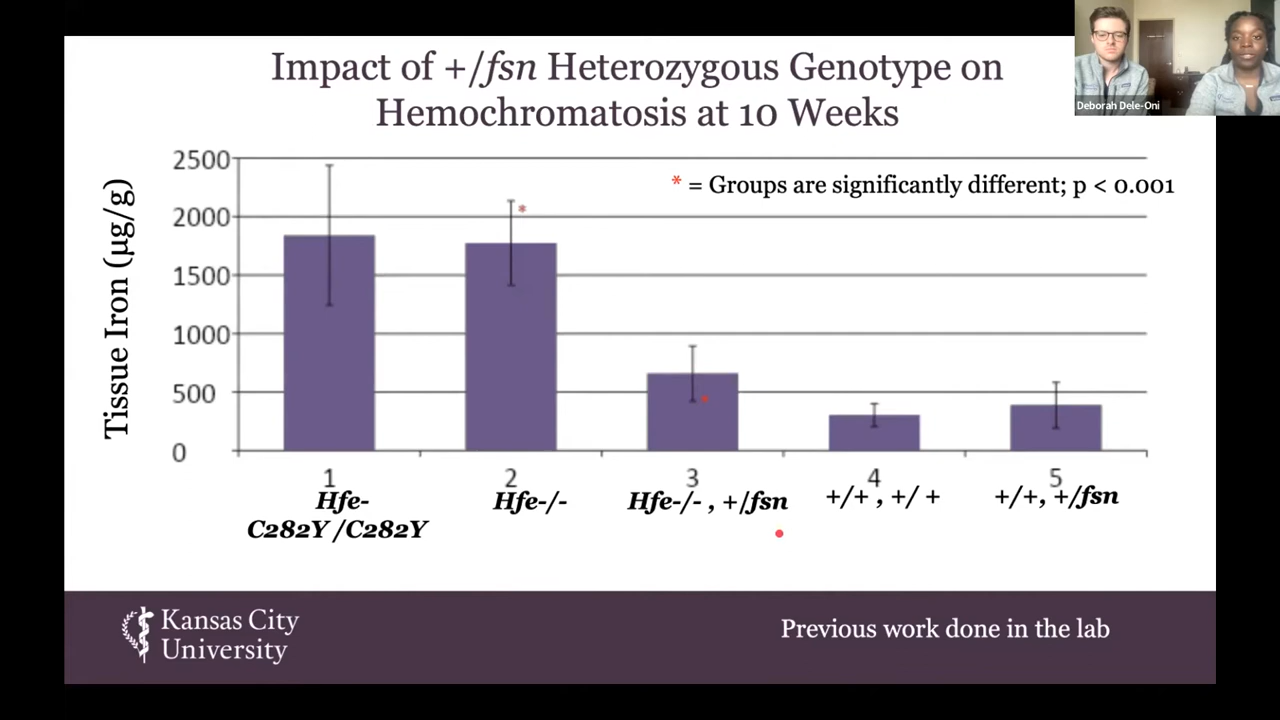 Impact of +/fsn Heterozygous Genotype on
Hemochromatosis at 10 Weeks
Deborah Dele-Oni
* = Groups are significantly different; p < 0.001
Tissue Iron (µg/g)
2500
2000
1500
1000
500
0
*
*
1
2
3
4
5
Hfe-
C282Y/C282Y
Hfe-/-
Hfe-/- , +/fsn
+/+ , +/ +
+/+, +/fsn
Kansas City
University
Previous work done in the lab